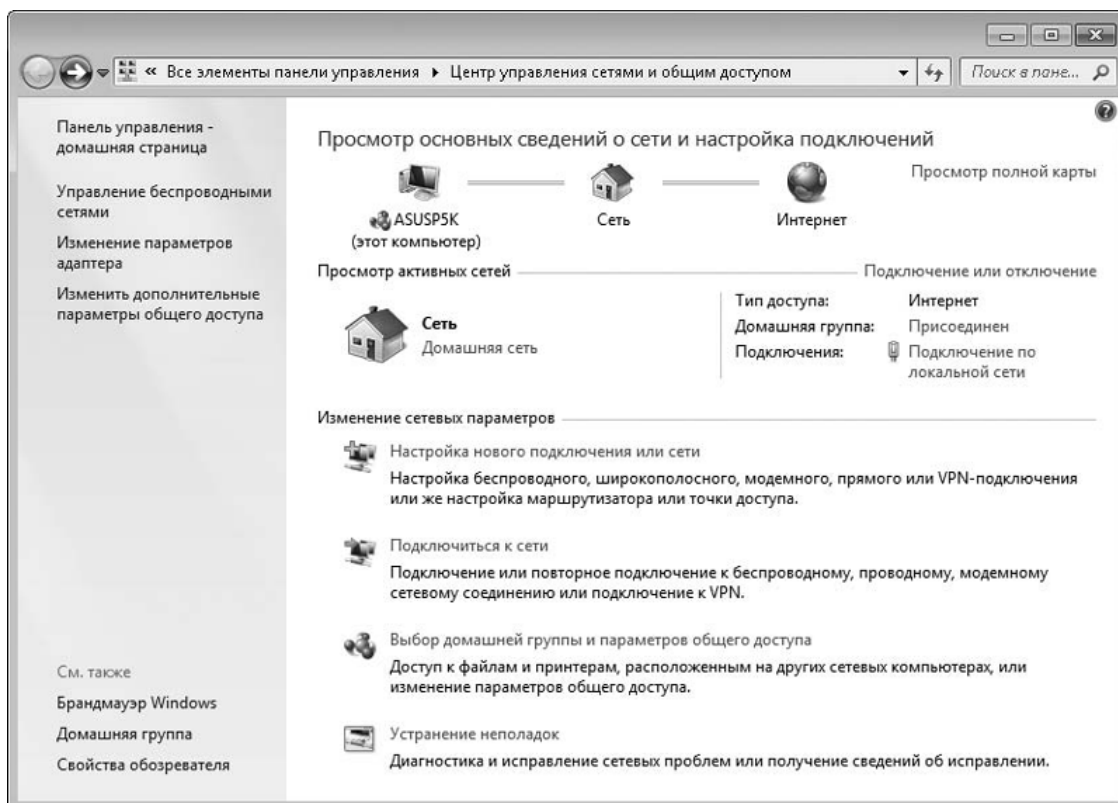 « Все элементы панели управления ▸ Центр управления сетями и общим доступом
Поиск в пане...
Панель управления -
домашняя страница
Управление беспроводными
сетями
Изменение параметров
адаптера
Изменить дополнительные
параметры общего доступа
См. также
Брандмауэр Windows
Домашняя группа
Свойства обозревателя
Просмотр основных сведений о сети и настройка подключений
Просмотр полной карты
ASUSP5K
(этот компьютер)
Сеть
Интернет
Просмотр активных сетей
Подключение или отключение
Сеть
Домашняя сеть
Тип доступа: Интернет
Домашняя группа: Присоединен
Подключения: Подключение по
локальной сети
Изменение сетевых параметров
Настройка нового подключения или сети
Настройка беспроводного, широкополосного, модемного, прямого или VPN-подключения
или же настройка маршрутизатора или точки доступа.
Подключиться к сети
Подключение или повторное подключение к беспроводному, проводному, модемному
сетевому соединению или подключение к VPN.
Выбор домашней группы и параметров общего доступа
Доступ к файлам и принтерам, расположенным на других сетевых компьютерах, или
изменение параметров общего доступа.
Устранение неполадок
Диагностика и исправление сетевых проблем или получение сведений об исправлении.